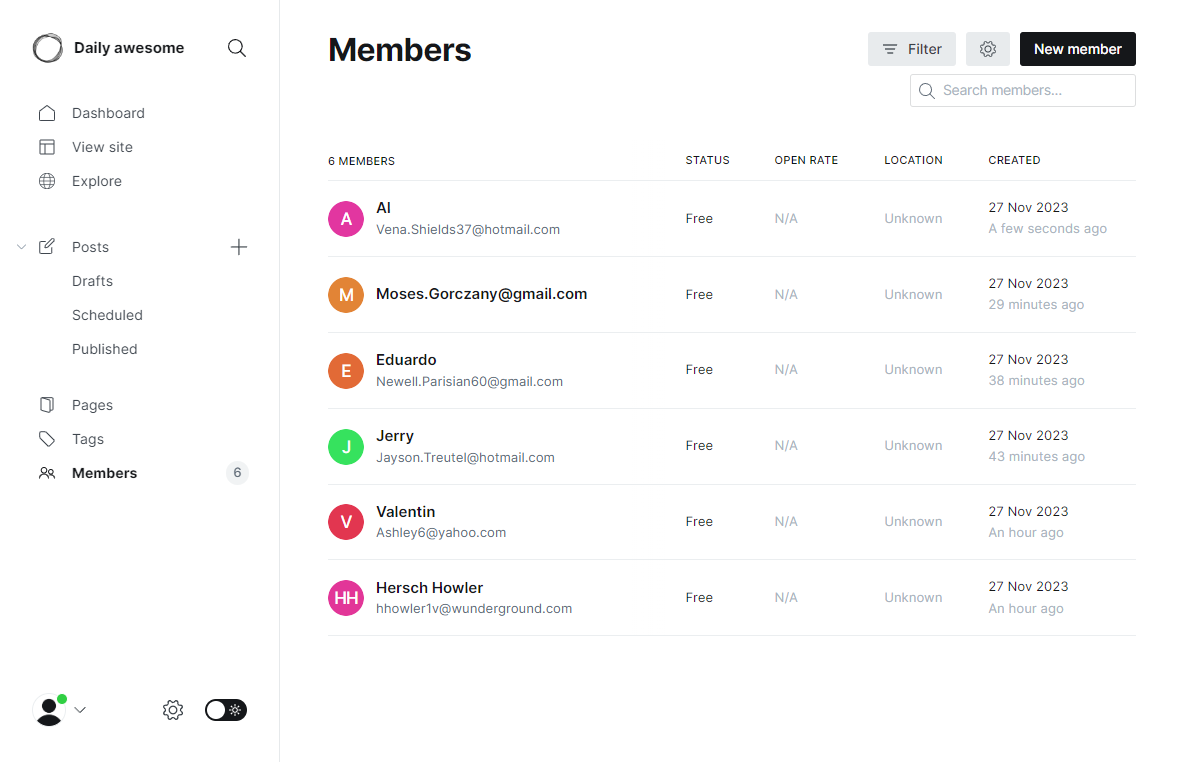 Daily awesome
Dashboard
View site
Explore
Posts
Drafts
Scheduled
Published
Pages
Tags
Members 6
Members
Filter New member
Search members...
6 MEMBERS STATUS OPEN RATE LOCATION CREATED
A Al Free N/A Unknown 27 Nov 2023
Vena.Shields37@hotmail.com A few seconds ago
M Moses.Gorczany@gmail.com Free N/A Unknown 27 Nov 2023
29 minutes ago
E Eduardo Free N/A Unknown 27 Nov 2023
Newell.Parisian60@gmail.com 38 minutes ago
J Jerry Free N/A Unknown 27 Nov 2023
Jayson.Treutel@hotmail.com 43 minutes ago
V Valentin Free N/A Unknown 27 Nov 2023
Ashley6@yahoo.com An hour ago
HH Hersch Howler Free N/A Unknown 27 Nov 2023
hhowler1v@wunderground.com An hour ago